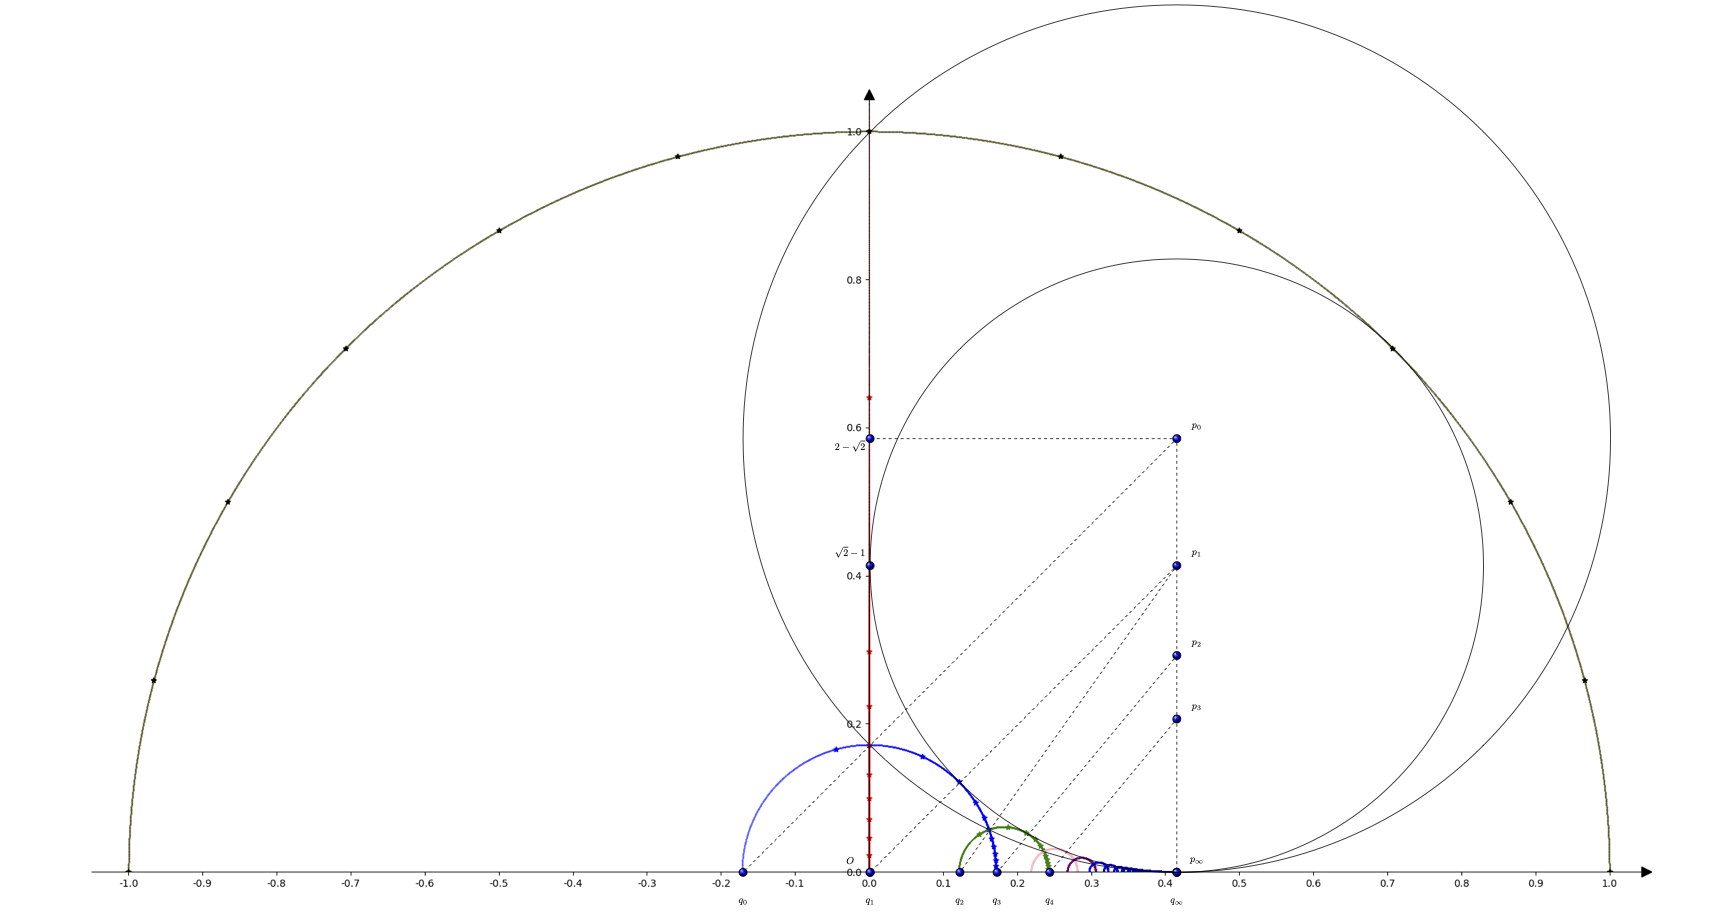 1.0
0.8
p₀
0.6
2 − √2
√2 − 1
p₁
0.4
p₂
p₃
0.2
O
p∞
0.0
-1.0 -0.9 -0.8 -0.7 -0.6 -0.5 -0.4 -0.3 -0.2 -0.1 0.0 0.1 0.2 0.3 0.4 0.5 0.6 0.7 0.8 0.9 1.0
q₀ q₁ q₂ q₃ q₄ q∞